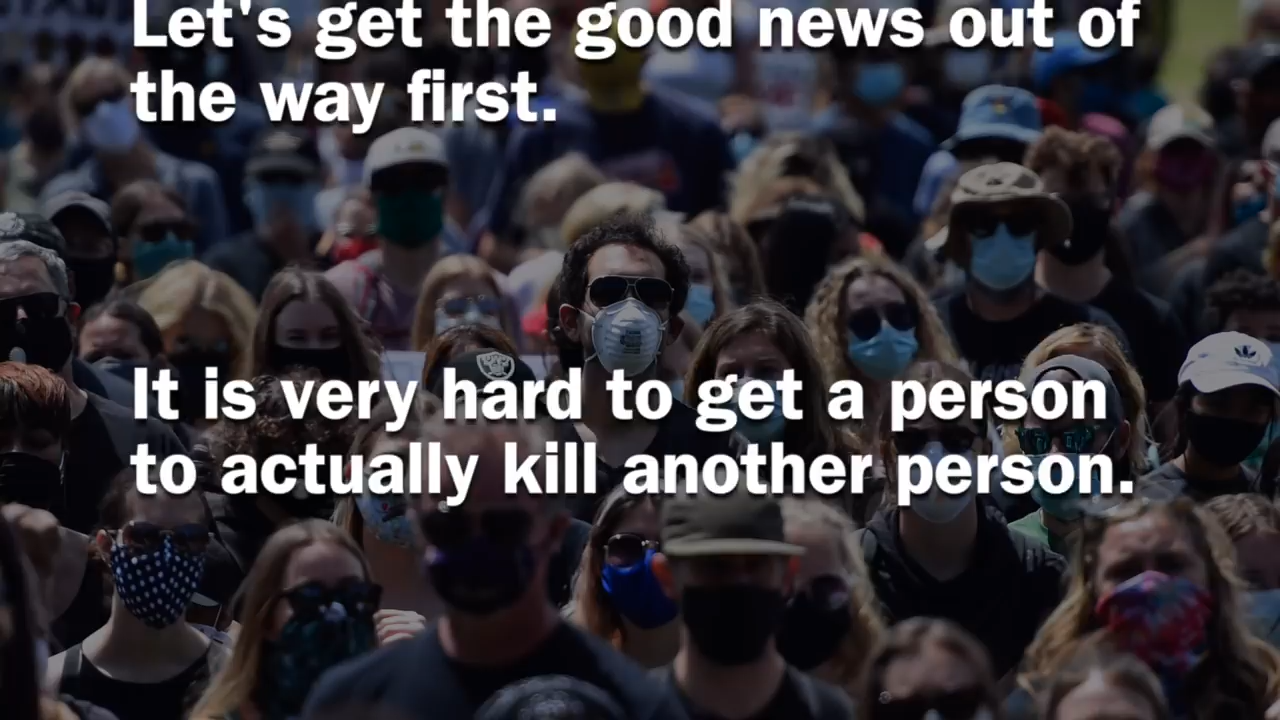 Let's get the good news out of
the way first.
It is very hard to get a person
to actually kill another person.